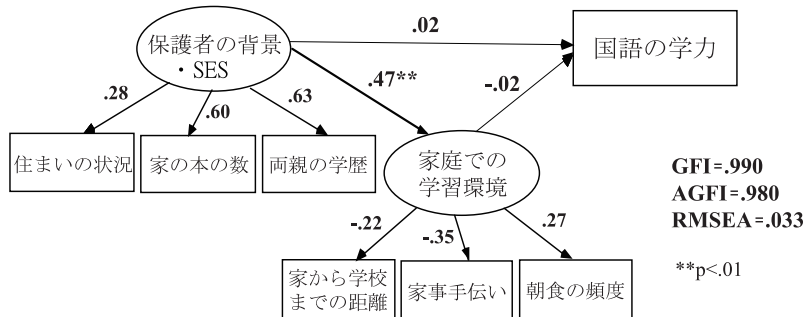 保護者の背景
・SES
.02
国語の学力
-.02
.47**
.28
.60
.63
住まいの状況
家の本の数
両親の学歴
家庭での
学習環境
GFI=.990
AGFI=.980
RMSEA=.033
**p<.01
-.22
-.35
.27
家から学校
までの距離
家事手伝い
朝食の頻度